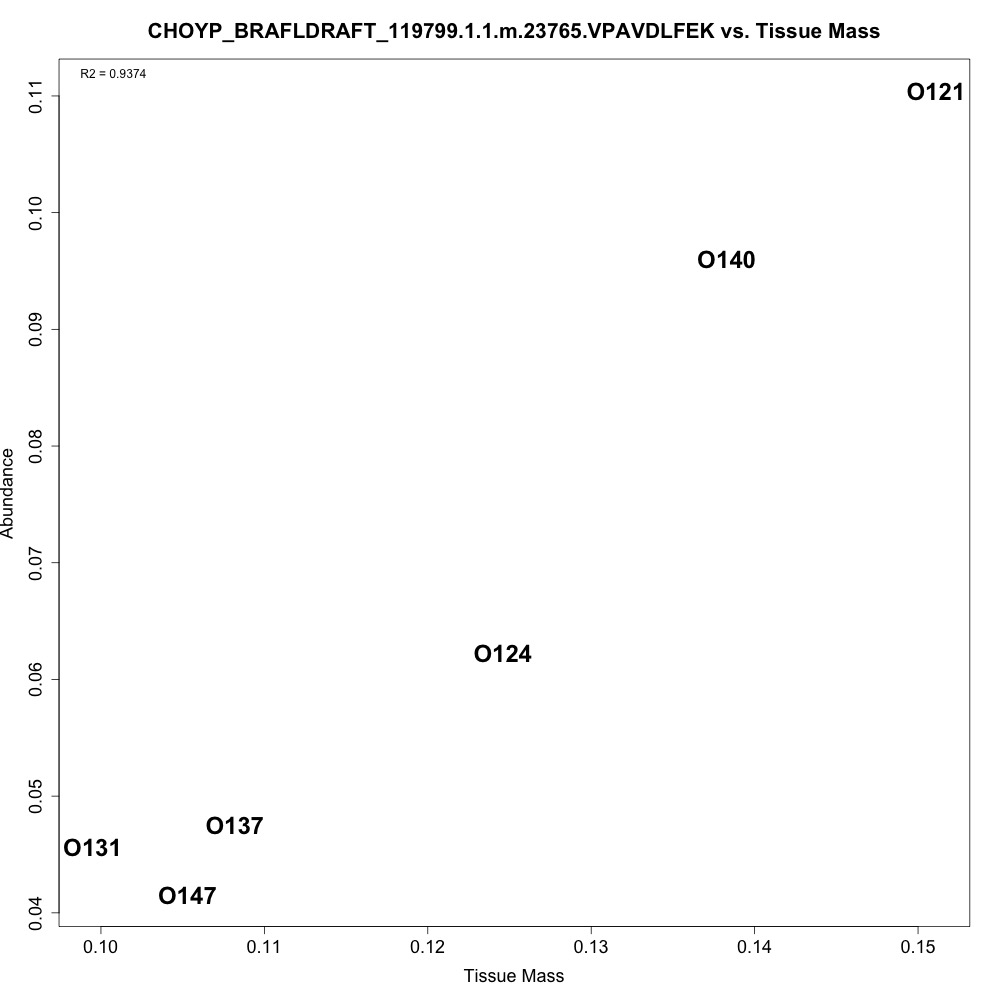 CHOYP_BRAFLDRAFT_119799.1.1.m.23765.VPAVDLFEK vs. Tissue Mass
R2 = 0.9374
O121
O140
O124
O137
O131
O147
Abundance
0.11
0.10
0.09
0.08
0.07
0.06
0.05
0.04
0.10 0.11 0.12 0.13 0.14 0.15
Tissue Mass